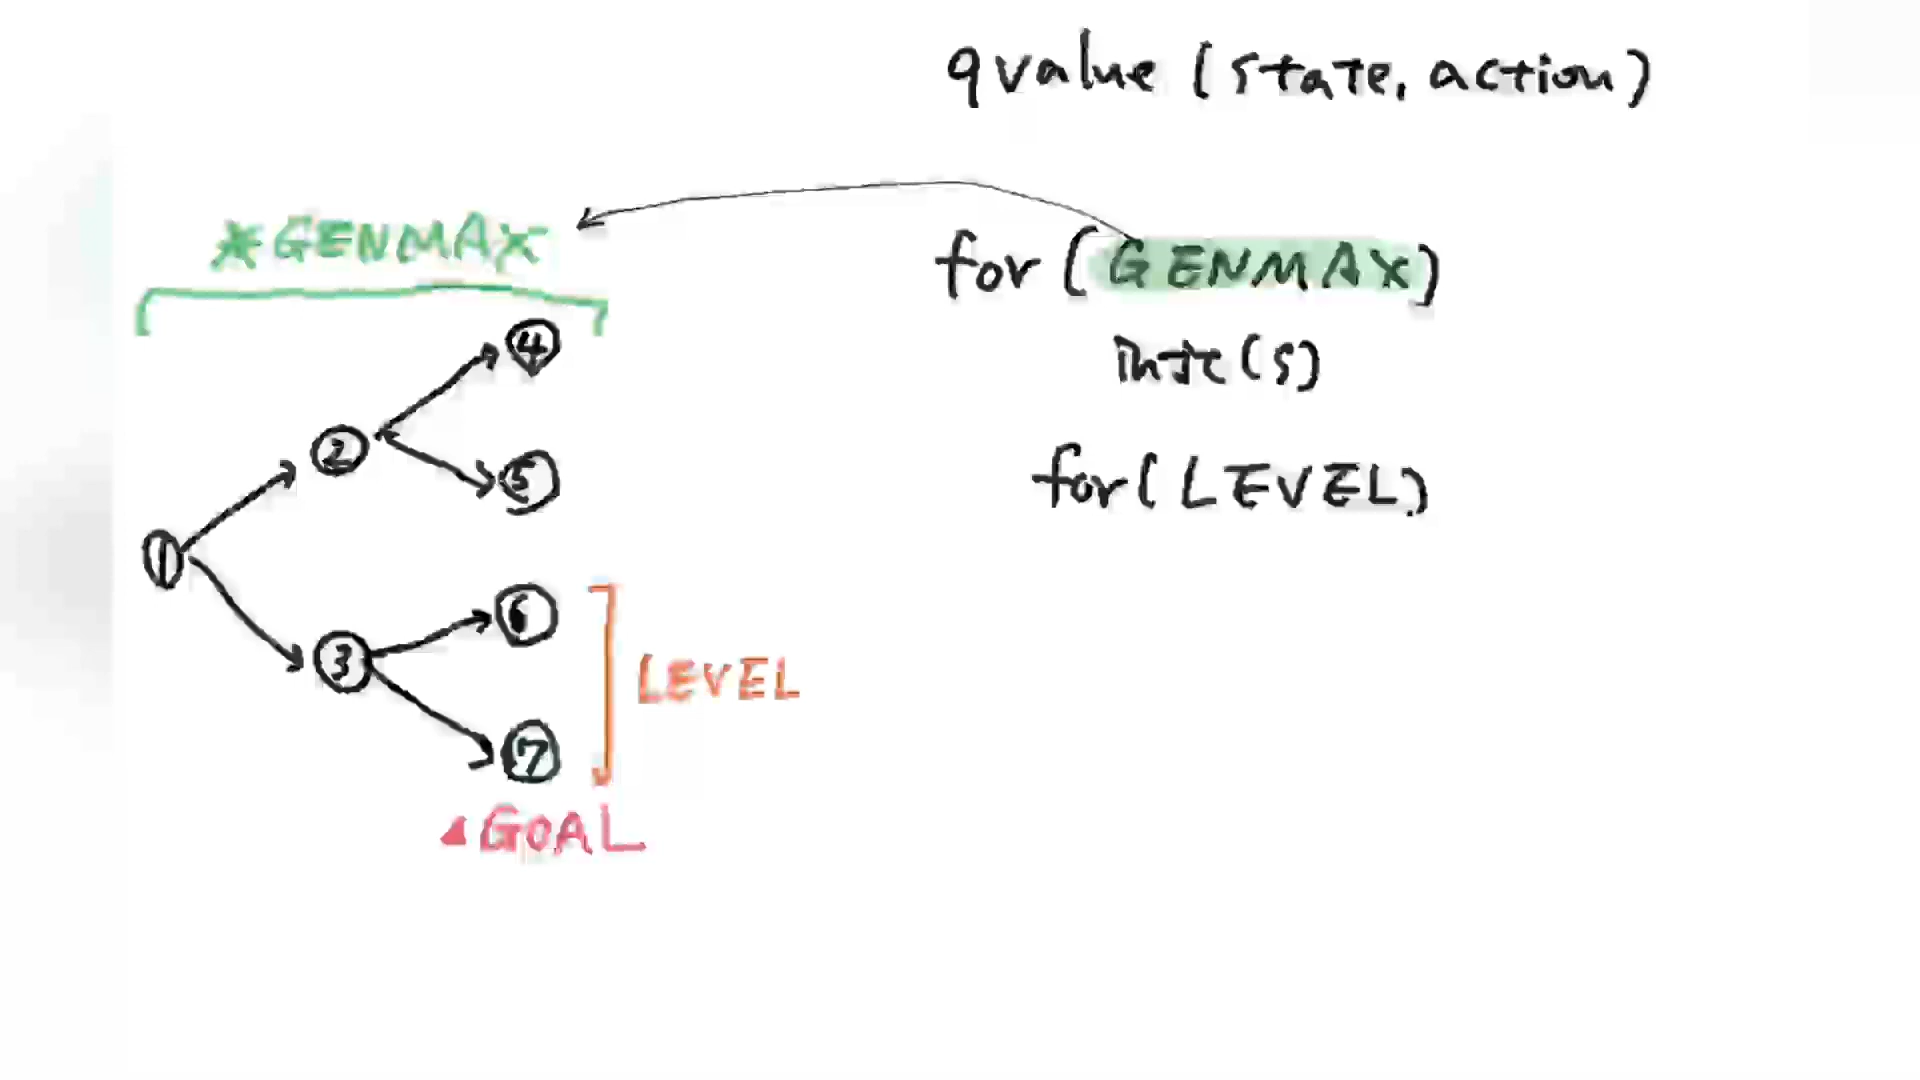 qvalue (state, action)
*GENMAX
for (GENMAX)
init(s)
for(LEVEL)
4
2
5
1
6
3
LEVEL
7
▲GOAL